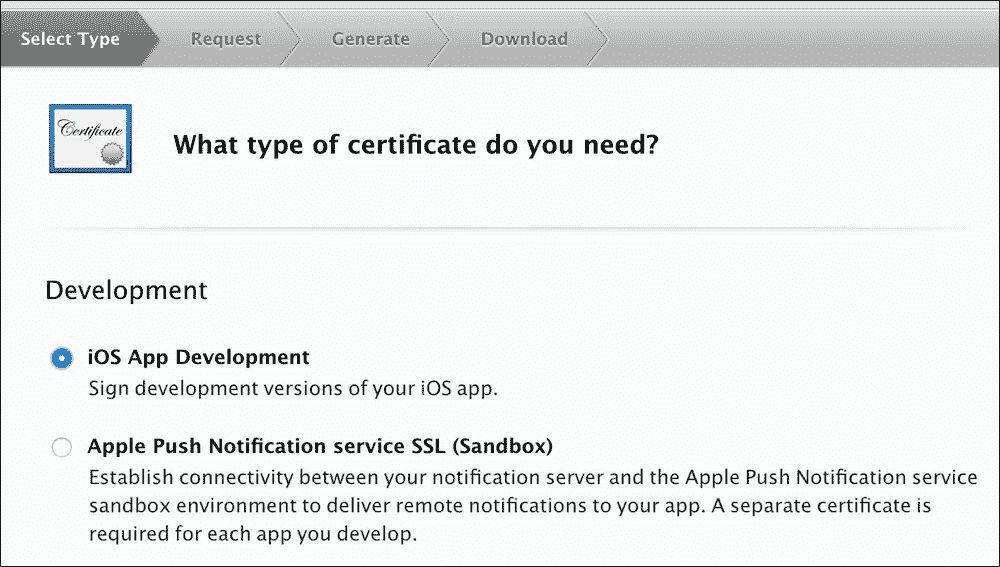 Select Type Request Generate Download
Certificate
What type of certificate do you need?
Development
iOS App Development
Sign development versions of your iOS app.
Apple Push Notification service SSL (Sandbox)
Establish connectivity between your notification server and the Apple Push Notification service
sandbox environment to deliver remote notifications to your app. A separate certificate is
required for each app you develop.